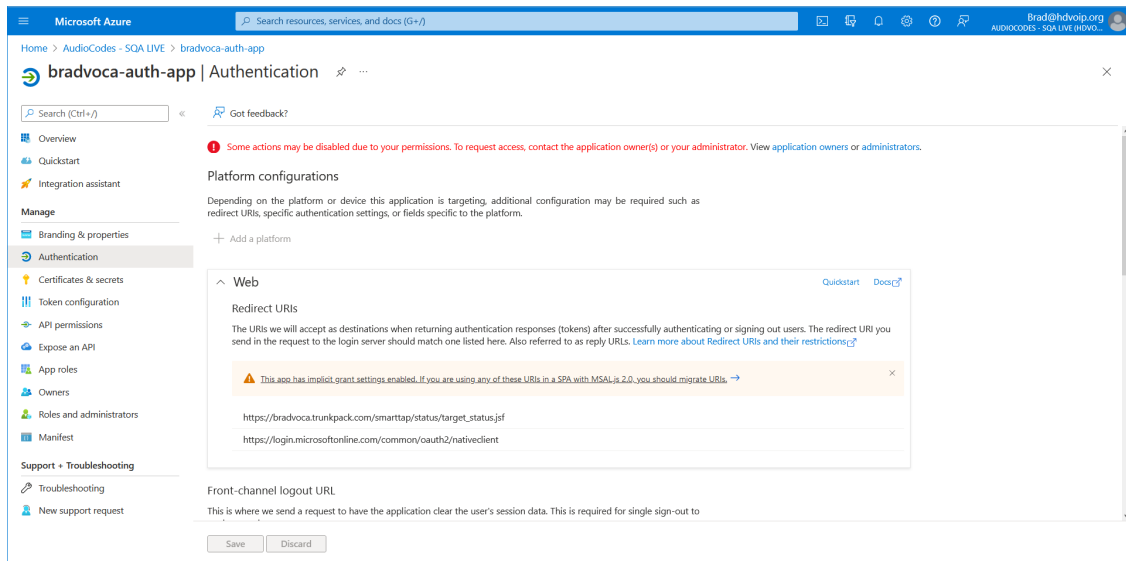 Microsoft Azure
Search resources, services, and docs (G+/)
Brad@hdvoip.org
AUDIOCODES - SQA LIVE (HDVO...
Home > AudioCodes - SQA LIVE > bradvoca-auth-app
bradvoca-auth-app | Authentication
Search (Ctrl+/)
Got feedback?
Overview
Quickstart
Integration assistant
Manage
Branding & properties
Authentication
Certificates & secrets
Token configuration
API permissions
Expose an API
App roles
Owners
Roles and administrators
Manifest
Support + Troubleshooting
Troubleshooting
New support request
Some actions may be disabled due to your permissions. To request access, contact the application owner(s) or your administrator. View application owners or administrators.
Platform configurations
Depending on the platform or device this application is targeting, additional configuration may be required such as
redirect URIs, specific authentication settings, or fields specific to the platform.
Add a platform
Web
Quickstart
Docs
Redirect URIs
The URIs we will accept as destinations when returning authentication responses (tokens) after successfully authenticating or signing out users. The redirect URI you
send in the request to the login server should match one listed here. Also referred to as reply URLs. Learn more about Redirect URIs and their restrictions
This app has implicit grant settings enabled. If you are using any of these URIs in a SPA with MSAL.js 2.0, you should migrate URIs.
https://bradvoca.trunkpack.com/smarttap/status/target_status.jsf
https://login.microsoftonline.com/common/oauth2/nativeclient
Front-channel logout URL
This is where we send a request to have the application clear the user's session data. This is required for single sign-out to
Save
Discard